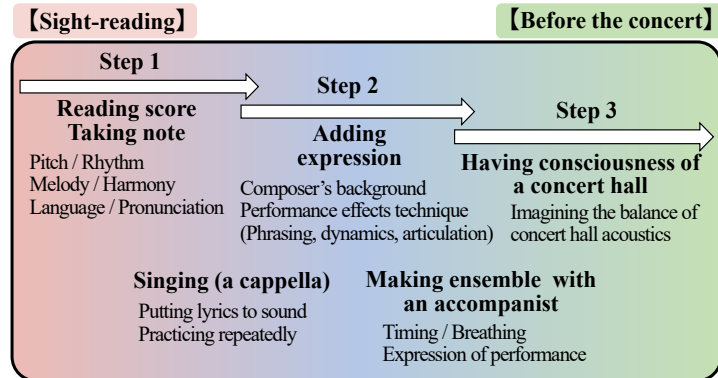 【Sight-reading】
【Before the concert】
Step 1
Reading score
Taking note
Pitch / Rhythm
Melody / Harmony
Language / Pronunciation
Step 2
Adding
expression
Composer's background
Performance effects technique
(Phrasing, dynamics, articulation)
Step 3
Having consciousness of
a concert hall
Imagining the balance of
concert hall acoustics
Singing (a cappella)
Putting lyrics to sound
Practicing repeatedly
Making ensemble with
an accompanist
Timing / Breathing
Expression of performance